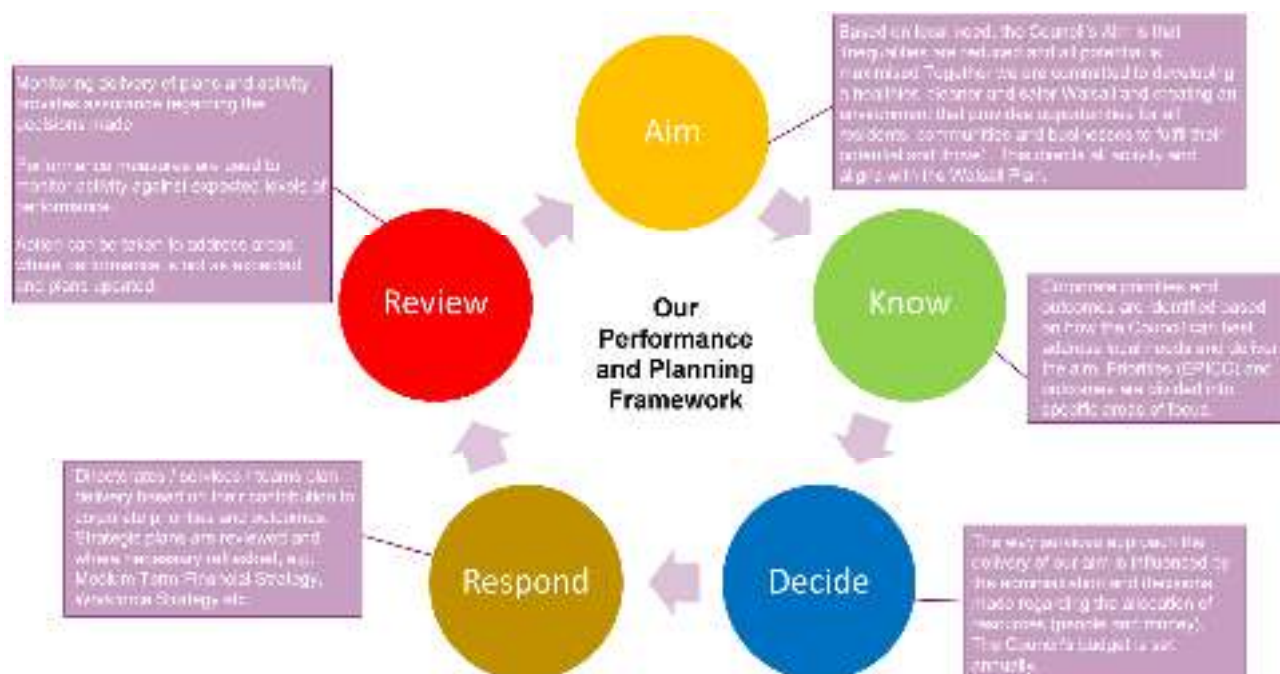 Based on local need, the Council's Aim is that
'Inequalities are reduced and all potential is
maximised Together we are committed to developing
a healthier, cleaner and safer Walsall and creating an
environment that provides opportunities for all
residents, communities and businesses to fulfil their
potential and thrive'. This directs all activity and
aligns with the Walsall Plan.
Aim
Monitoring delivery of plans and activity
provides assurance regarding the
decisions made
Performance measures are used to
monitor activity against expected levels of
performance
Action can be taken to address areas
where performance is not as expected
and plans updated.
Review
Know
Our
Performance
and Planning
Framework
Corporate priorities and
outcomes are identified based
on how the Council can best
address local needs and deliver
the aim. Priorities (EPICC) and
outcomes are divided into
specific areas of focus.
Directorates / services / teams plan
delivery based on their contribution to
corporate priorities and outcomes.
Strategic plans are reviewed and
where necessary refreshed, e.g.
Medium Term Financial Strategy,
Workforce Strategy etc
Respond
Decide
The way services approach the
delivery of our aim is influenced by
the administration and decisions
made regarding the allocation of
resources (people and money).
The Council's budget is set
annually.